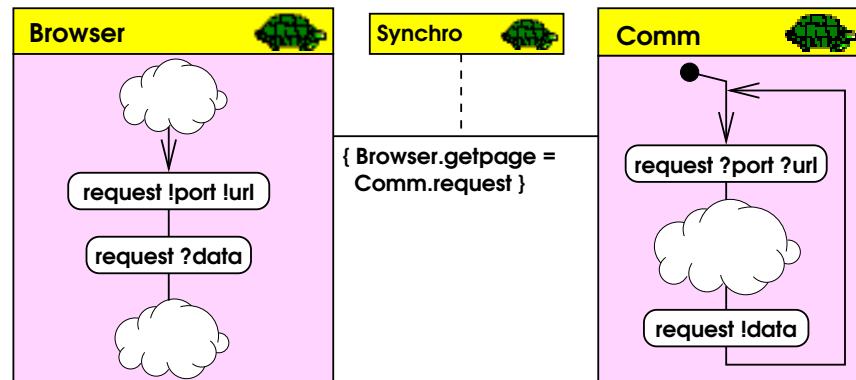 Browser
request !port !url
request ?data
Synchro
{ Browser.getpage =
Comm.request }
Comm
request ?port ?url
request !data